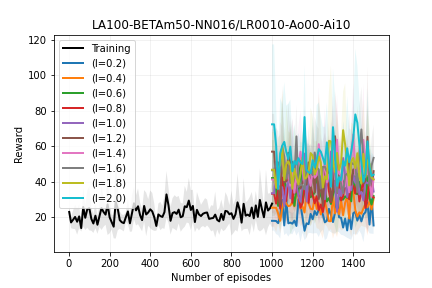 LA100-BETAm50-NN016/LR0010-Ao00-Ai10
120
100
80
60
40
20
Reward
Training
(l=0.2)
(l=0.4)
(l=0.6)
(l=0.8)
(l=1.0)
(l=1.2)
(l=1.4)
(l=1.6)
(l=1.8)
(l=2.0)
0 200 400 600 800 1000 1200 1400
Number of episodes